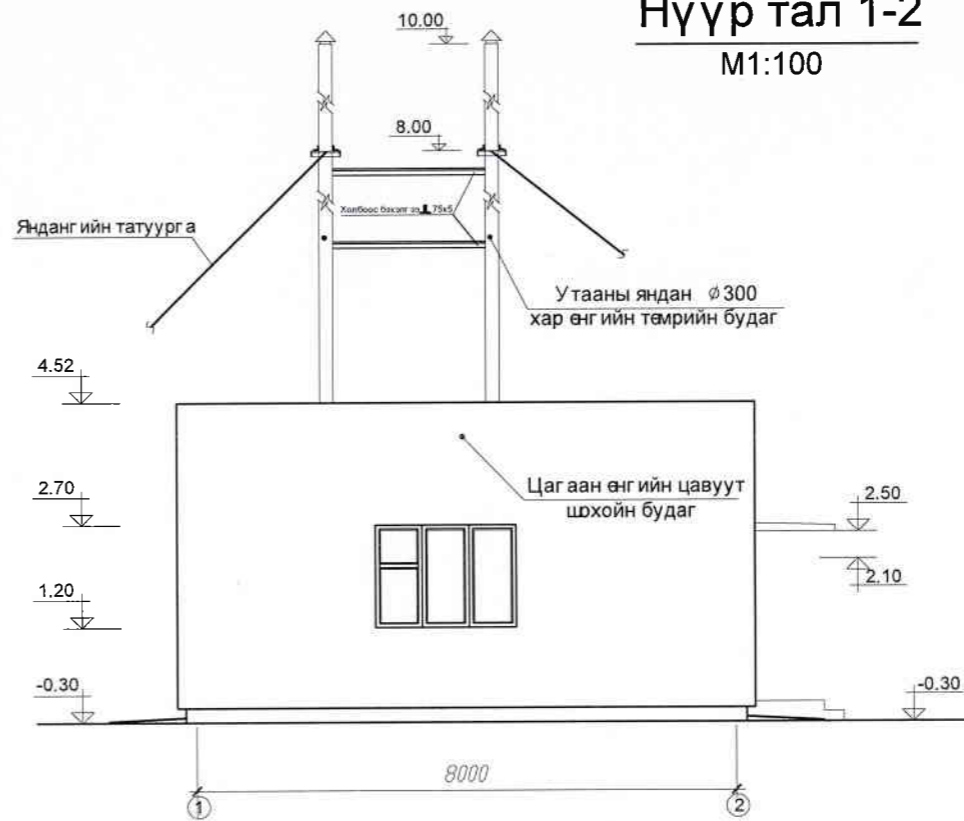 Нүүр тал 1-2
М1:100
10.00
8.00
75x5
Яндангийн татуурга
Утааны яндан ⌀300
хар өнгийн төмрийн будаг
4.52
Цагаан өнгийн цавуут
шохойн будаг
2.70
2.50
2.10
1.20
-0.30
-0.30
8000
1
2